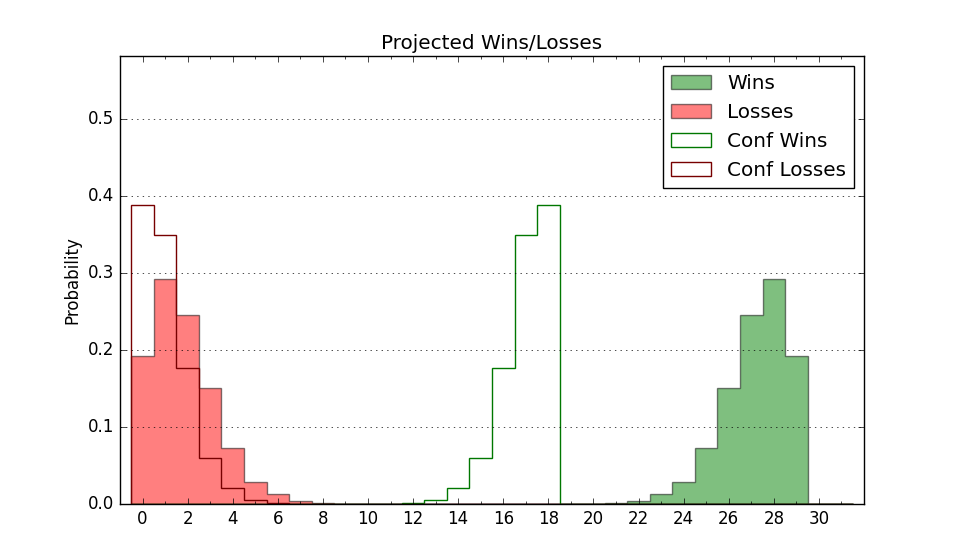 Projected Wins/Losses
Wins
Losses
Conf Wins
Conf Losses
Probability
0.5
0.4
0.3
0.2
0.1
0.0
0 2 4 6 8 10 12 14 16 18 20 22 24 26 28 30